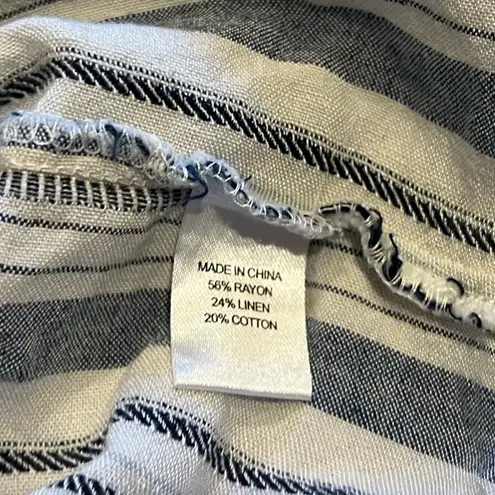 MADE IN CHINA
56% RAYON
24% LINEN
20% COTTON